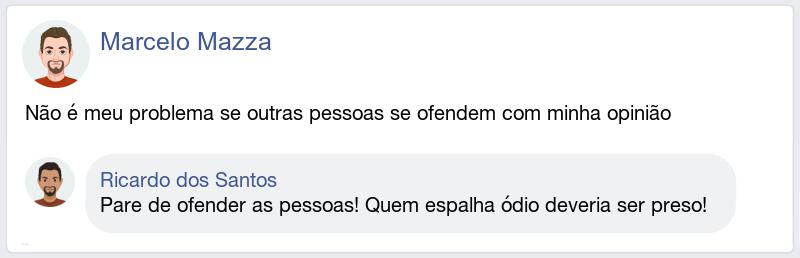 Marcelo Mazza
Não é meu problema se outras pessoas se ofendem com minha opinião
Ricardo dos Santos
Pare de ofender as pessoas! Quem espalha ódio deveria ser preso!